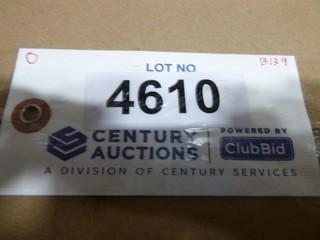 O B139
LOT NO
4610
CENTURY AUCTIONS
POWERED BY
ClubBid
A DIVISION OF CENTURY SERVICES